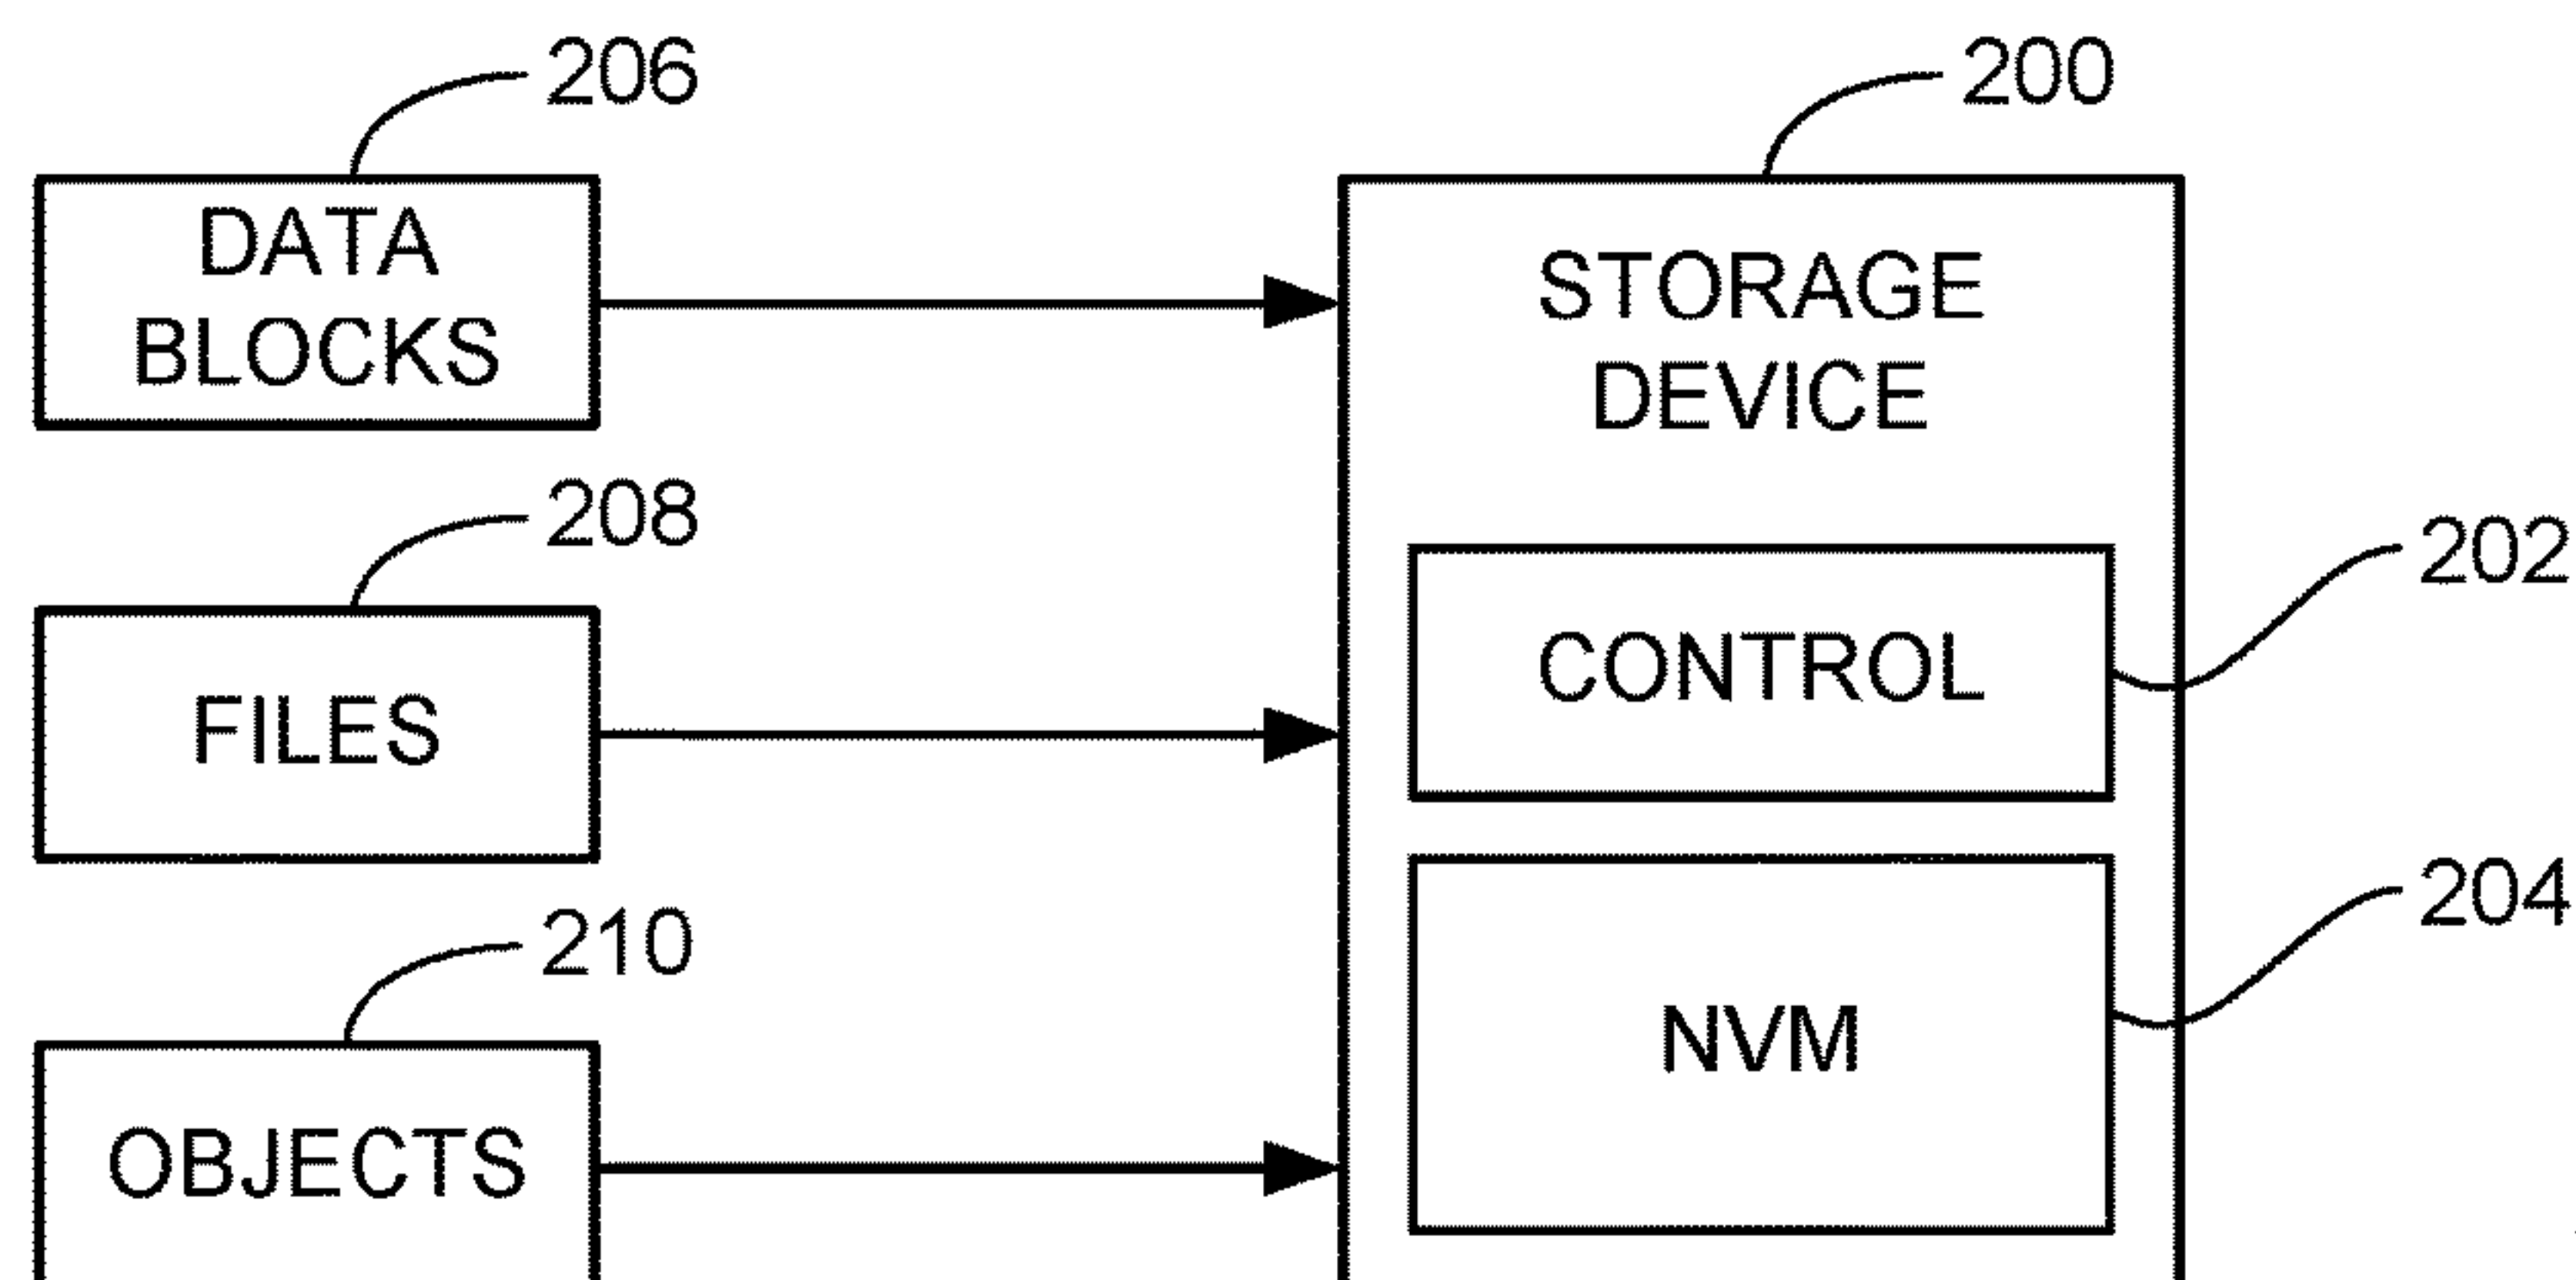 206
DATA
BLOCKS
208
FILES
210
OBJECTS
200
STORAGE
DEVICE
202
CONTROL
204
NVM